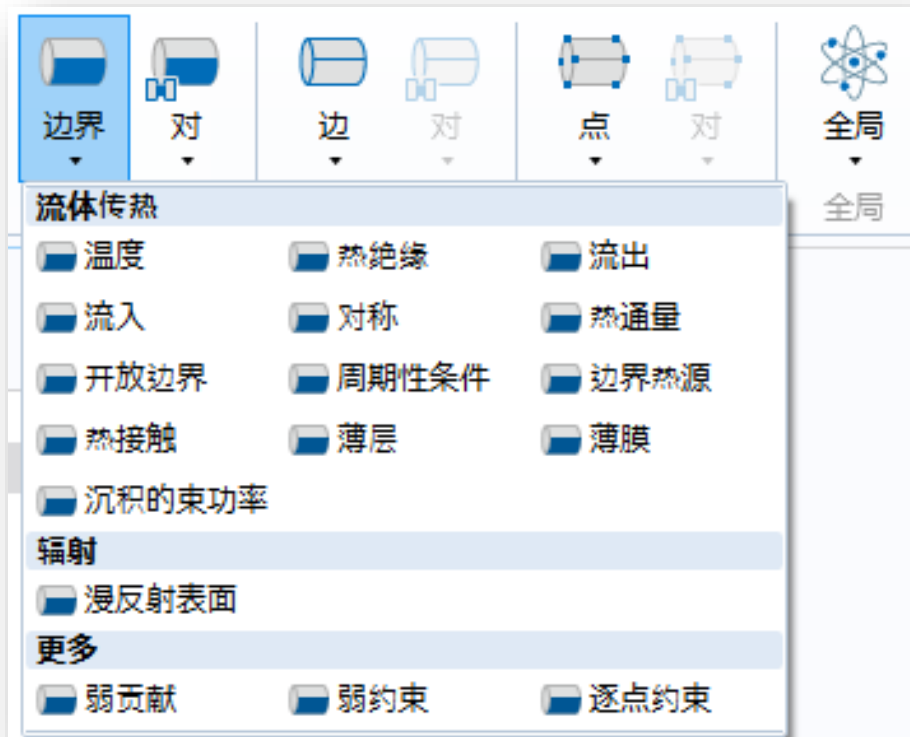 边界 对 边 对 点 对 全局
全局
流体传热
温度 热绝缘 流出
流入 对称 热通量
开放边界 周期性条件 边界热源
热接触 薄层 薄膜
沉积的束功率
辐射
漫反射表面
更多
弱贡献 弱约束 逐点约束